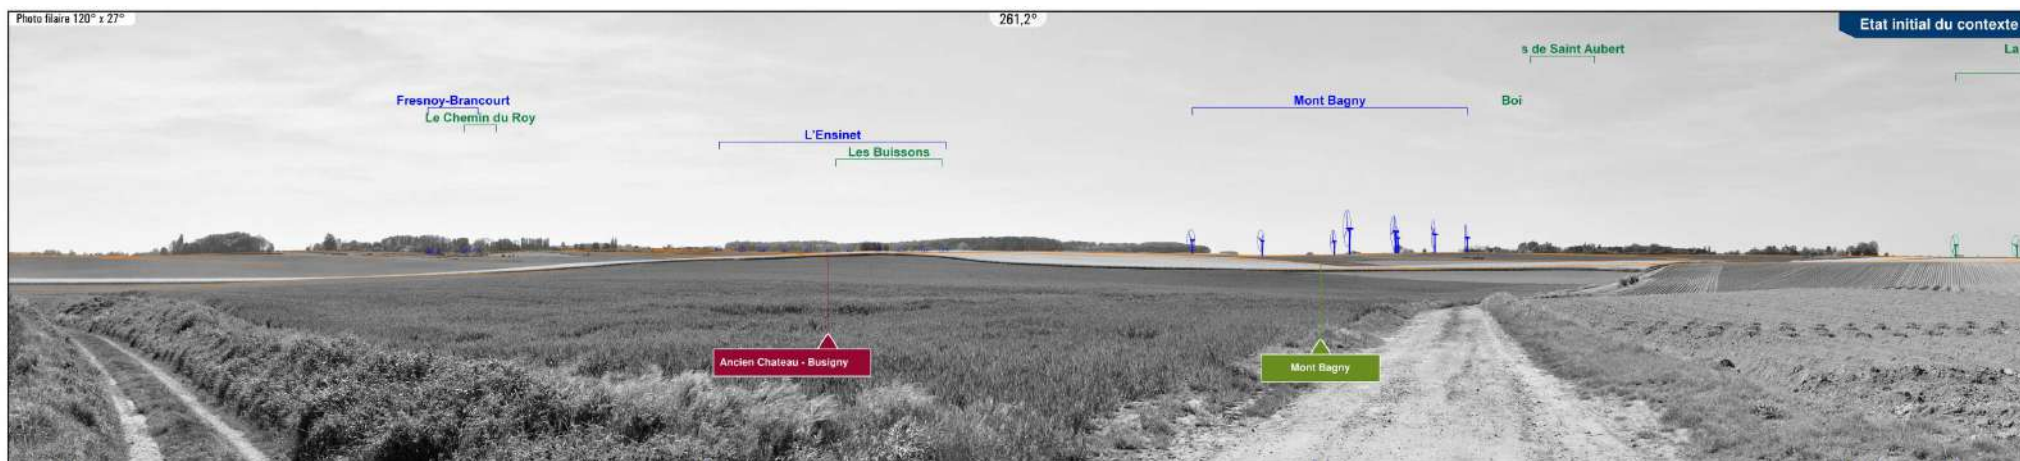 Photo filaire 120° x 27°
261,2°
Etat initial du contexte
s de Saint Aubert
La
Fresnoy-Brancourt
Mont Bagny
Boi
Le Chemin du Roy
L'Ensinet
Les Buissons
Ancien Chateau - Busigny
Mont Bagny